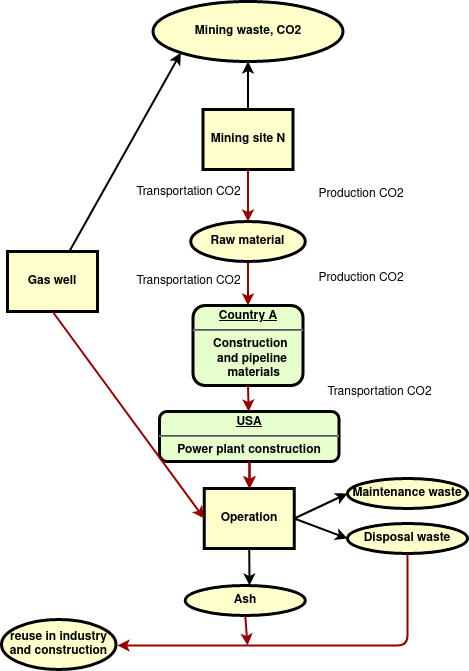 Mining waste, CO2
Mining site N
Transportation CO2
Production CO2
Raw material
Gas well
Transportation CO2
Production CO2
Country A
Construction
and pipeline
materials
Transportation CO2
USA
Power plant construction
Operation
Maintenance waste
Disposal waste
Ash
reuse in industry
and construction